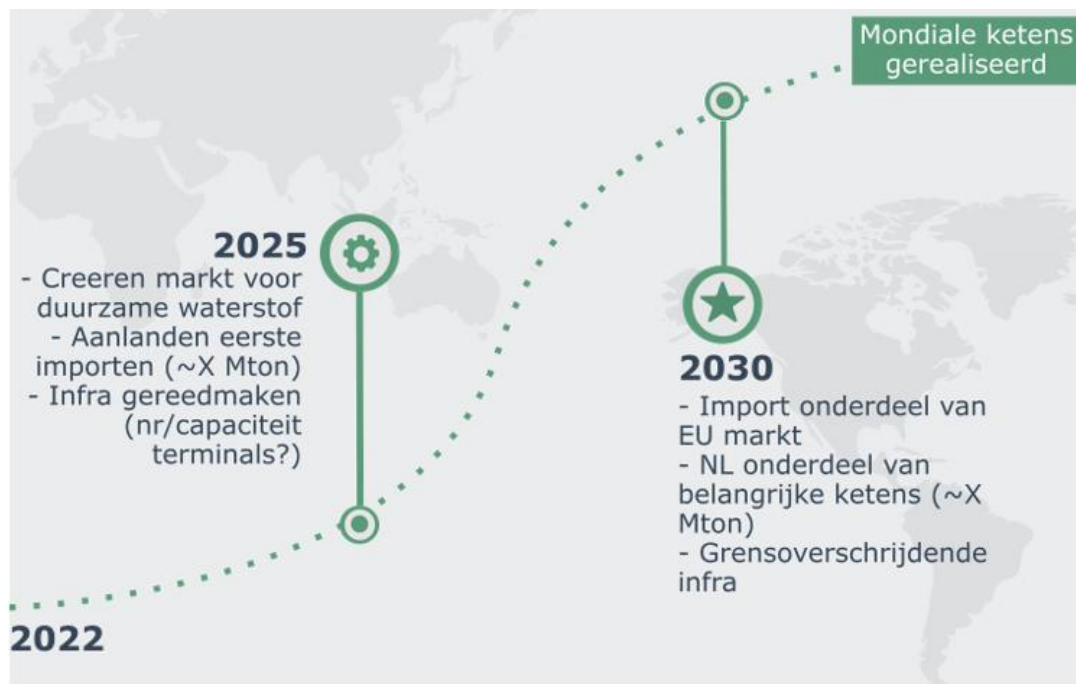 Mondiale ketens
gerealiseerd
2025
- Creeren markt voor
duurzame waterstof
- Aanlanden eerste
importen (~X Mton)
- Infra gereedmaken
(nr/capaciteit
terminals?)
2030
- Import onderdeel van
EU markt
- NL onderdeel van
belangrijke ketens (~X
Mton)
- Grensoverschrijdende
infra
2022